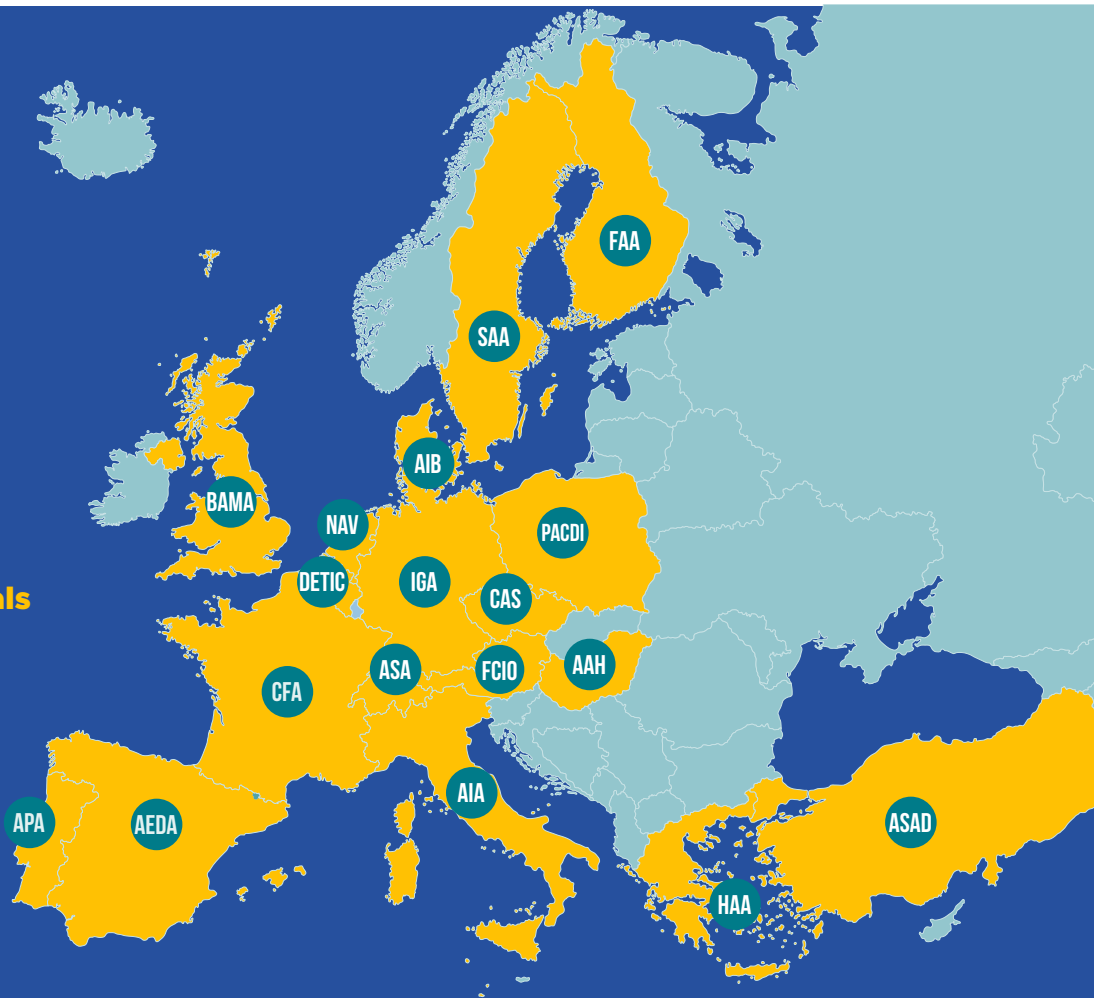 FAA
SAA
AIB
BAMA
NAV
PACDI
DETIC
IGA
CAS
ASA
FCIO
AAH
CFA
AIA
APA
AEDA
ASAD
HAA
als